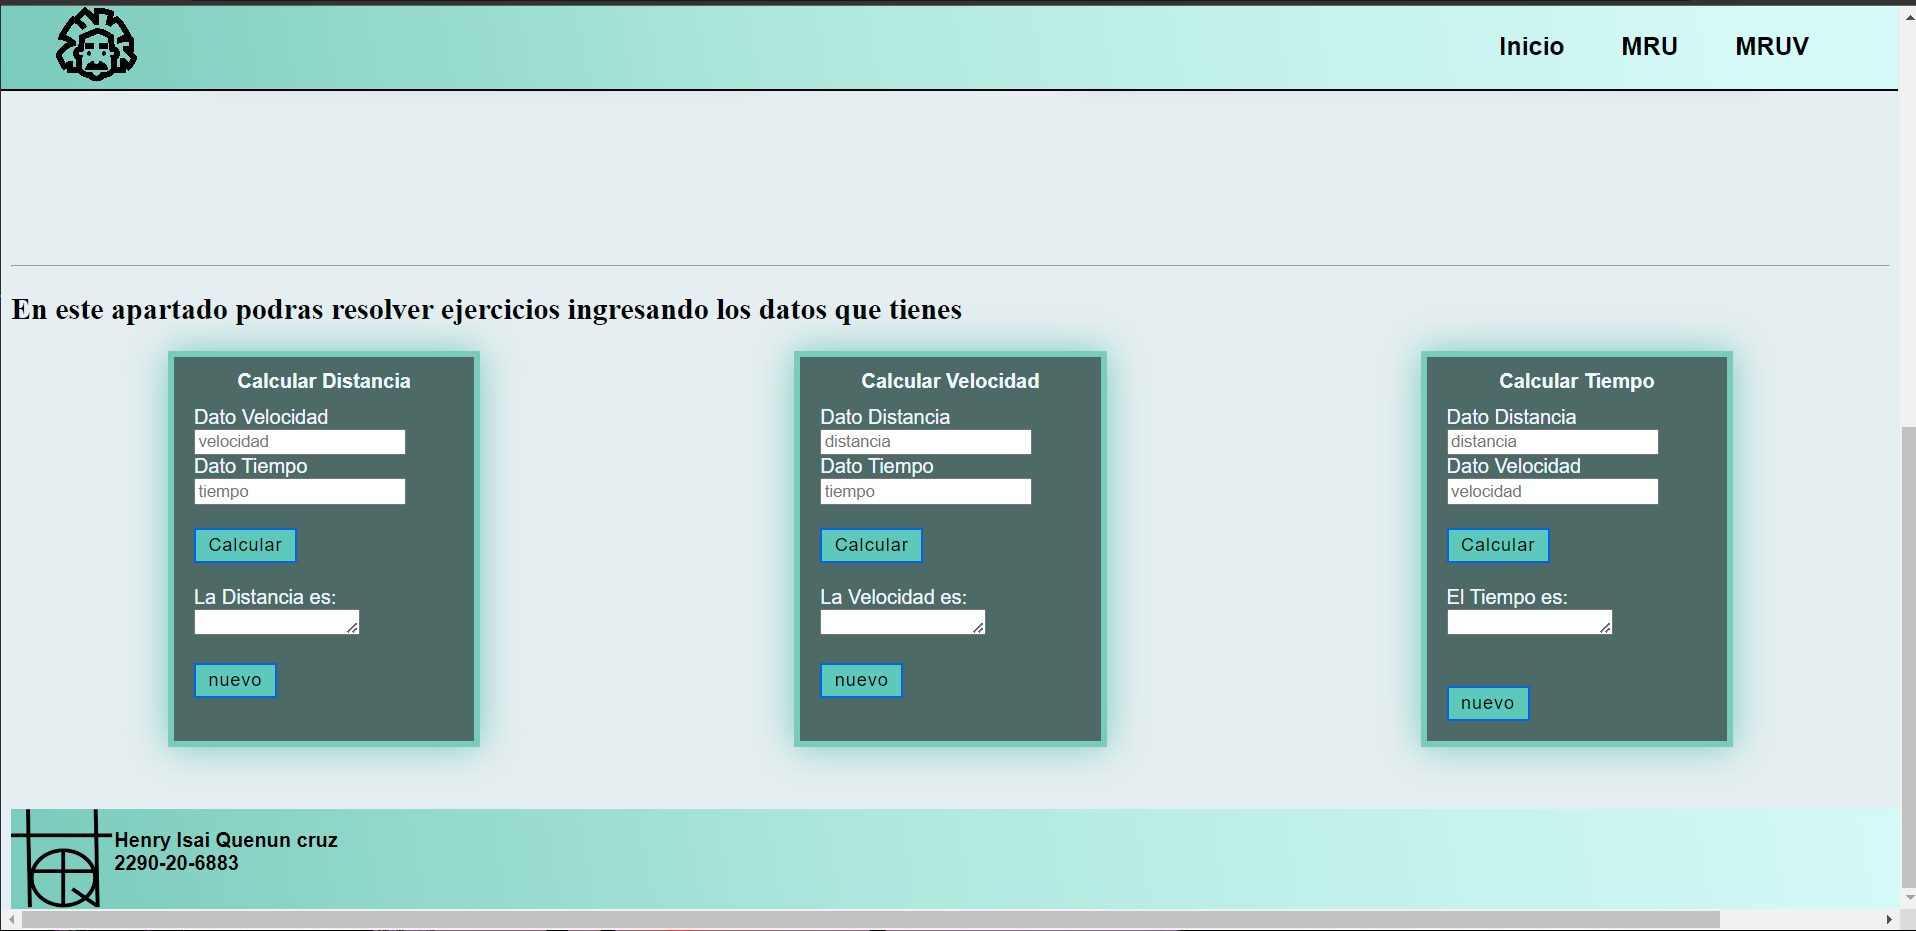 Inicio MRU MRUV
En este apartado podras resolver ejercicios ingresando los datos que tienes
Calcular Distancia
Dato Velocidad
velocidad
Dato Tiempo
tiempo
Calcular
La Distancia es:
nuevo
Calcular Velocidad
Dato Distancia
distancia
Dato Tiempo
tiempo
Calcular
La Velocidad es:
nuevo
Calcular Tiempo
Dato Distancia
distancia
Dato Velocidad
velocidad
Calcular
El Tiempo es:
nuevo
Henry Isai Quenun cruz
2290-20-6883